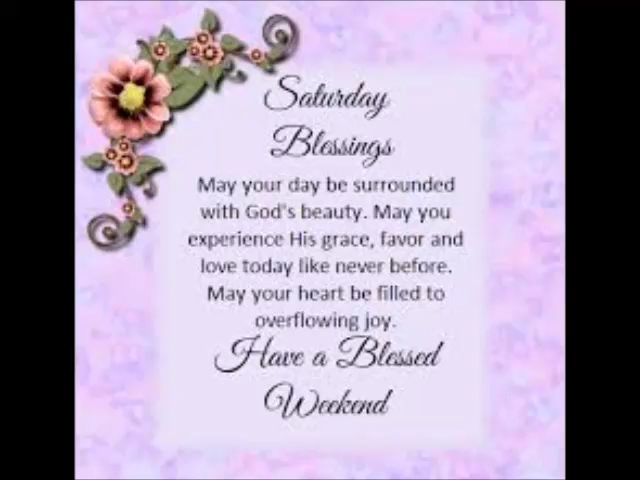 Saturday
Blessings
May your day be surrounded
with God's beauty. May you
experience His grace, favor and
love today like never before.
May your heart be filled to
overflowing joy.
Have a Blessed
Weekend